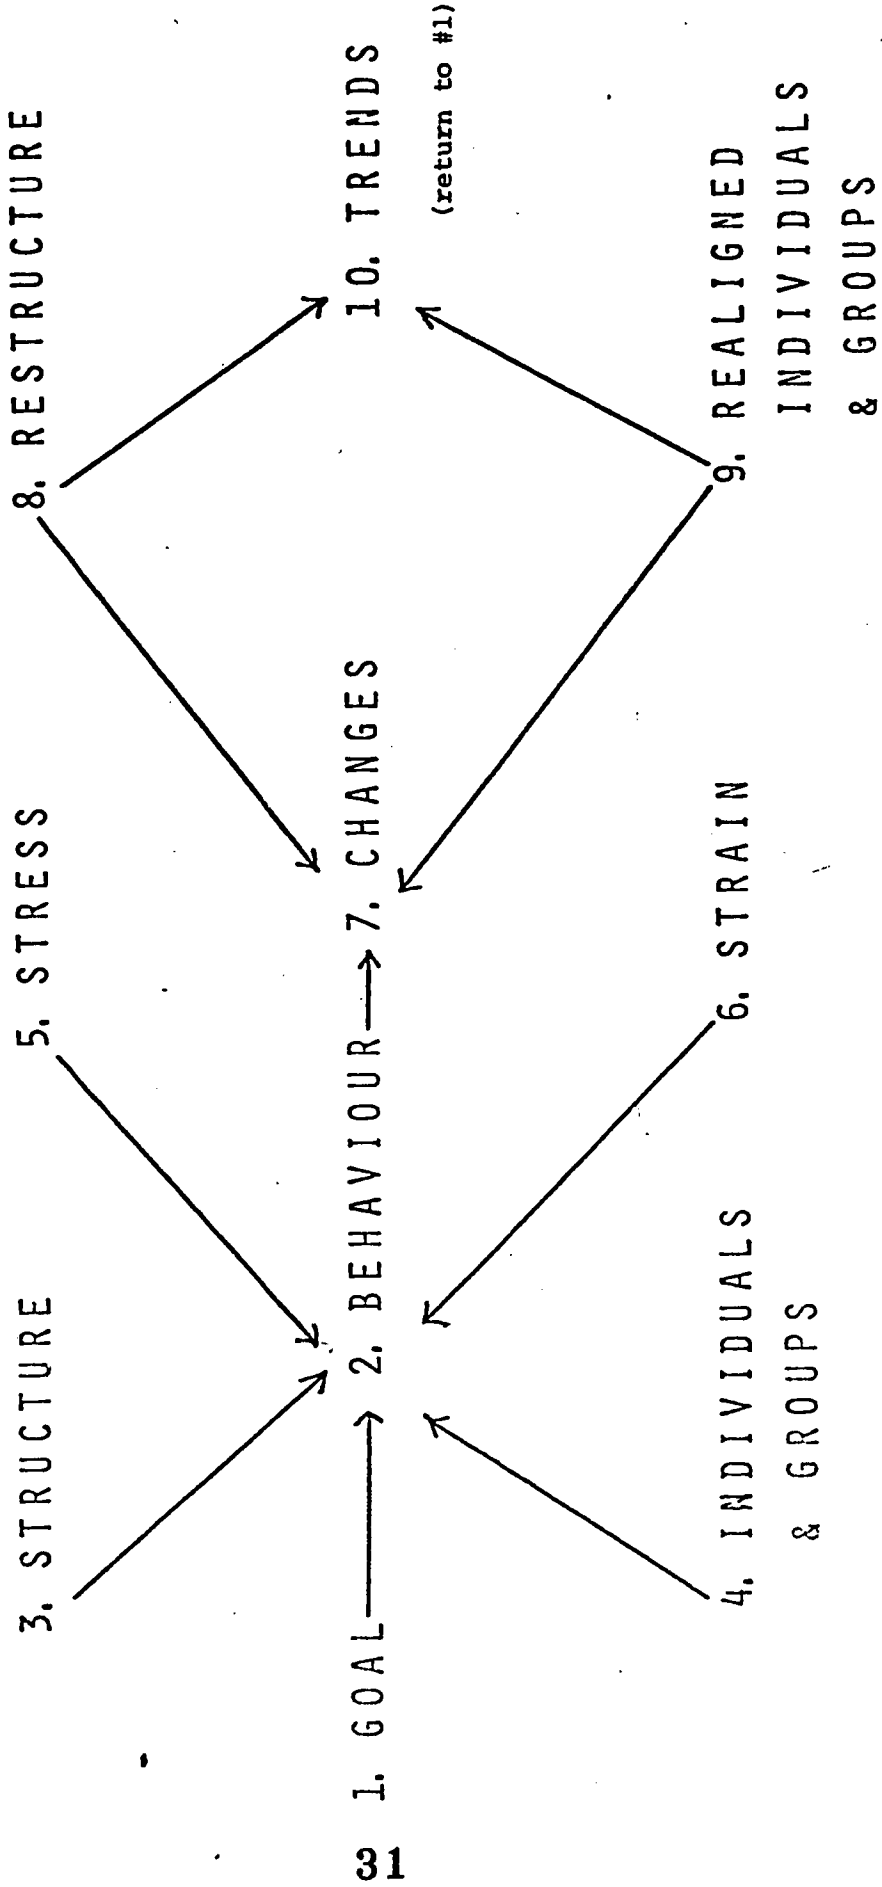 3. STRUCTURE
5. STRESS
8. RESTRUCTURE
1. GOAL
2. BEHAVIOUR
7. CHANGES
10. TRENDS
(return to #1)
4. INDIVIDUALS
& GROUPS
6. STRAIN
9. REALIGNED
INDIVIDUALS
& GROUPS
31